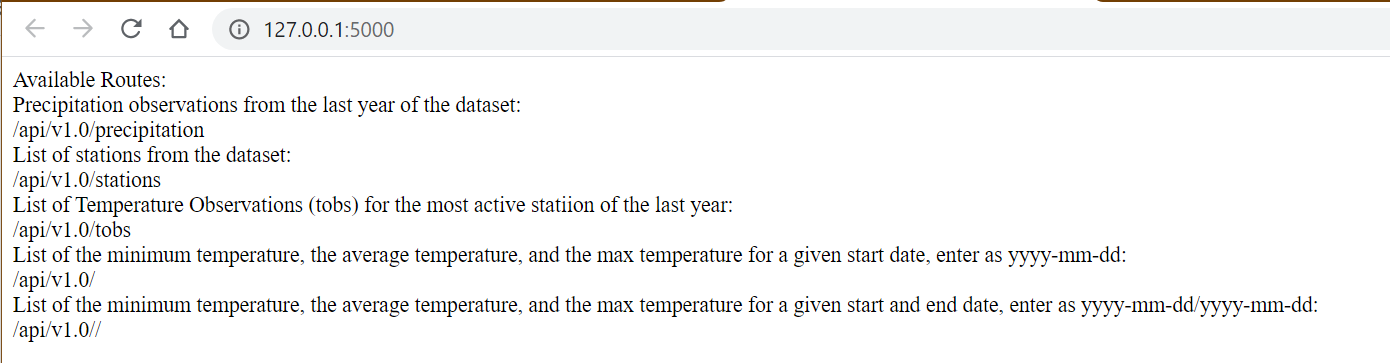 127.0.0.1:5000
Available Routes:
Precipitation observations from the last year of the dataset:
/api/v1.0/precipitation
List of stations from the dataset:
/api/v1.0/stations
List of Temperature Observations (tobs) for the most active statiion of the last year:
/api/v1.0/tobs
List of the minimum temperature, the average temperature, and the max temperature for a given start date, enter as yyyy-mm-dd:
/api/v1.0/
List of the minimum temperature, the average temperature, and the max temperature for a given start and end date, enter as yyyy-mm-dd/yyyy-mm-dd:
/api/v1.0//